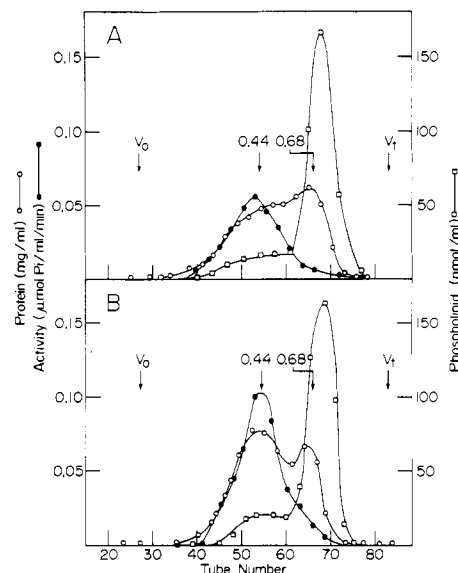 A
0.15
0.10
0.05
150
100
50
V₀
0.44
0.68
Vt
B
0.15
0.10
0.05
150
100
50
V₀
0.44
0.68
Vt
20 30 40 50 60 70 80
Tube Number
Protein (mg/ml)
Activity (μmol Pi/ml/min)
Phospholipid (nmol/ml)